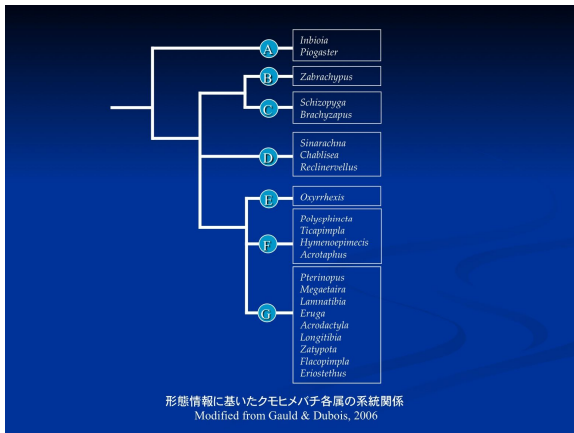 A
Inbioia
Piogaster
B
Zabrachypus
C
Schizopyga
Brachyzapus
D
Sinarachna
Chablisea
Reclinervellus
E
Oxyrrhexis
F
Polysphincta
Ticapimpla
Hymenoepimecis
Acrotaphus
G
Pterinopus
Megaetaira
Lamnatibia
Eruga
Acrodactyla
Longitibia
Zatypota
Flacopimpla
Eriostethus
形態情報に基いたクモヒメバチ各属の系統関係
Modified from Gauld & Dubois, 2006